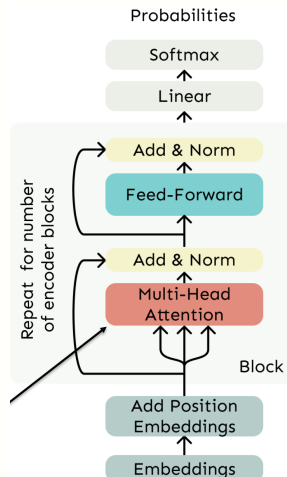 Probabilities
Softmax
Linear
Add & Norm
Feed-Forward
Repeat for number
of encoder blocks
Add & Norm
Multi-Head
Attention
Block
Add Position
Embeddings
Embeddings